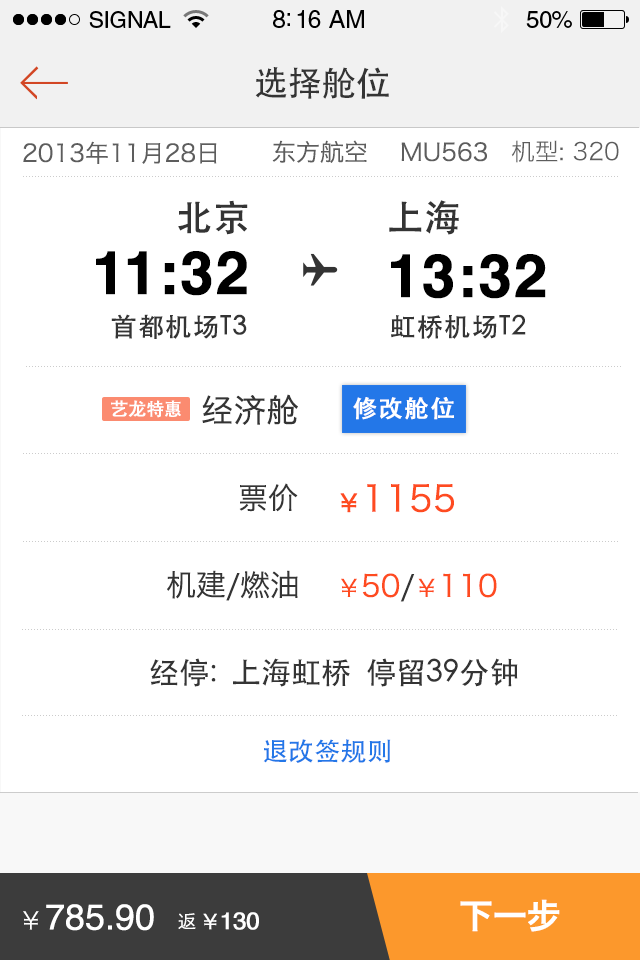 SIGNAL 8:16 AM 50%
选择舱位
2013年11月28日 东方航空 MU563 机型: 320
北京 上海
11:32 13:32
首都机场T3 虹桥机场T2
艺龙特惠 经济舱 修改舱位
票价 ¥1155
机建/燃油 ¥50/¥110
经停: 上海虹桥 停留39分钟
退改签规则
¥785.90 返¥130 下一步